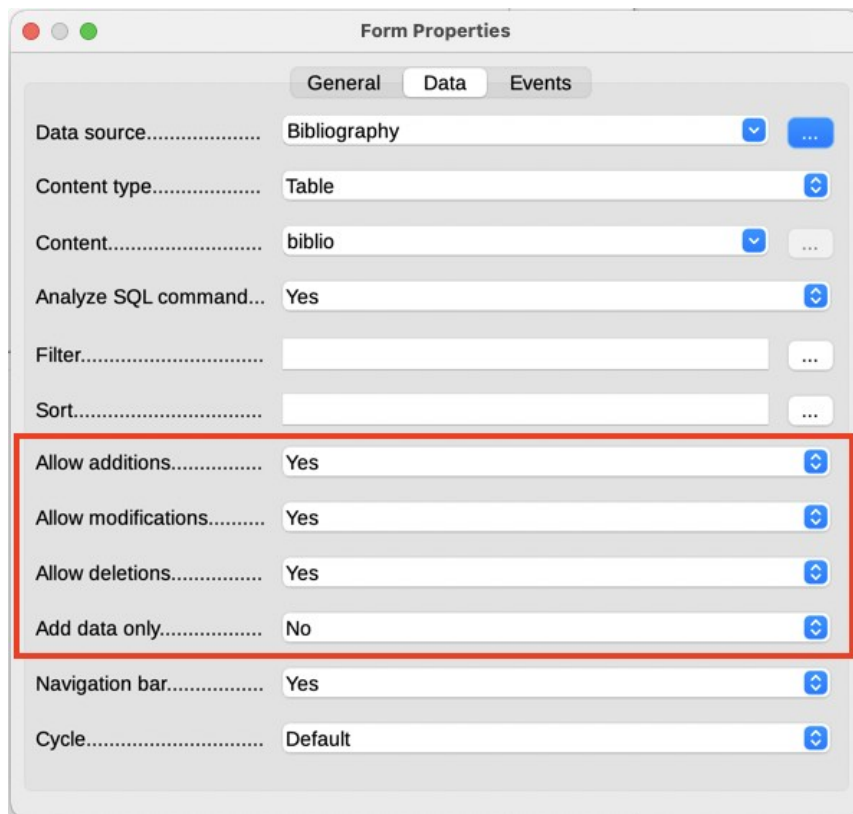 Form Properties
General Data Events
Data source.................... Bibliography ...
Content type.................... Table
Content............................ biblio ...
Analyze SQL command... Yes
Filter................................. ...
Sort.................................. ...
Allow additions................ Yes
Allow modifications.......... Yes
Allow deletions................ Yes
Add data only.................. No
Navigation bar................. Yes
Cycle............................... Default